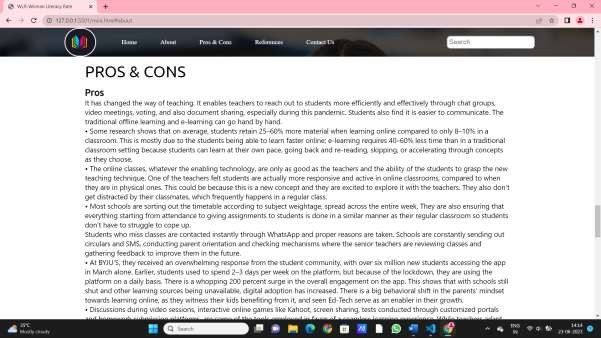 WLR-Woman Literacy Rate
127.0.0.1:5501/main.html#about
Home About Pros & Cons References Contact Us Search
PROS & CONS
Pros
It has changed the way of teaching. It enables teachers to reach out to students more efficiently and effectively through chat groups,
video meetings, voting, and also document sharing, especially during this pandemic. Students also find it is easier to communicate. The
traditional offline learning and e-learning can go hand by hand.
• Some research shows that on average, students retain 25–60% more material when learning online compared to only 8–10% in a
classroom. This is mostly due to the students being able to learn faster online; e-learning requires 40–60% less time than in a traditional
classroom setting because students can learn at their own pace, going back and re-reading, skipping, or accelerating through concepts
as they choose.
• The online classes, whatever the enabling technology, are only as good as the teachers and the ability of the students to grasp the new
teaching technique. One of the teachers felt students are actually more responsive and active in online classrooms, compared to when
they are in physical ones. This could be because this is a new concept and they are excited to explore it with the teachers. They also don't
get distracted by their classmates, which frequently happens in a regular class.
• Most schools are sorting out the timetable according to subject weightage, spread across the entire week. They are also ensuring that
everything starting from attendance to giving assignments to students is done in a similar manner as their regular classroom so students
don't have to struggle to cope up.
Students who miss classes are contacted instantly through WhatsApp and proper reasons are taken. Schools are constantly sending out
circulars and SMS, conducting parent orientation and checking mechanisms where the senior teachers are reviewing classes and
gathering feedback to improve them in the future.
• At BYJU'S, they received an overwhelming response from the student community, with over six million new students accessing the app
in March alone. Earlier, students used to spend 2–3 days per week on the platform, but because of the lockdown, they are using the
platform on a daily basis. There is a whopping 200 percent surge in the overall engagement on the app. This shows that with schools still
shut and other learning sources being unavailable, digital adoption has increased. There is a big behavioral shift in the parents' mindset
towards learning online, as they witness their kids benefiting from it, and seen Ed-Tech serve as an enabler in their growth.
• Discussions during video sessions, interactive online games like Kahoot, screen sharing, tests conducted through customized portals
35°C
Mostly cloudy
Search
ENG
IN
14:14